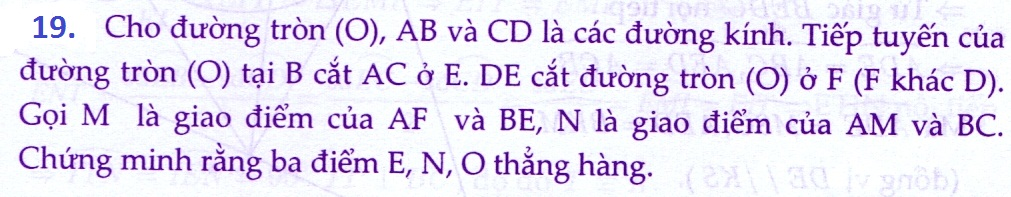 19. Cho đường tròn (O), AB và CD là các đường kính. Tiếp tuyến của
đường tròn (O) tại B cắt AC ở E. DE cắt đường tròn (O) ở F (F khác D).
Gọi M là giao điểm của AF và BE, N là giao điểm của AM và BC.
Chứng minh rằng ba điểm E, N, O thẳng hàng.